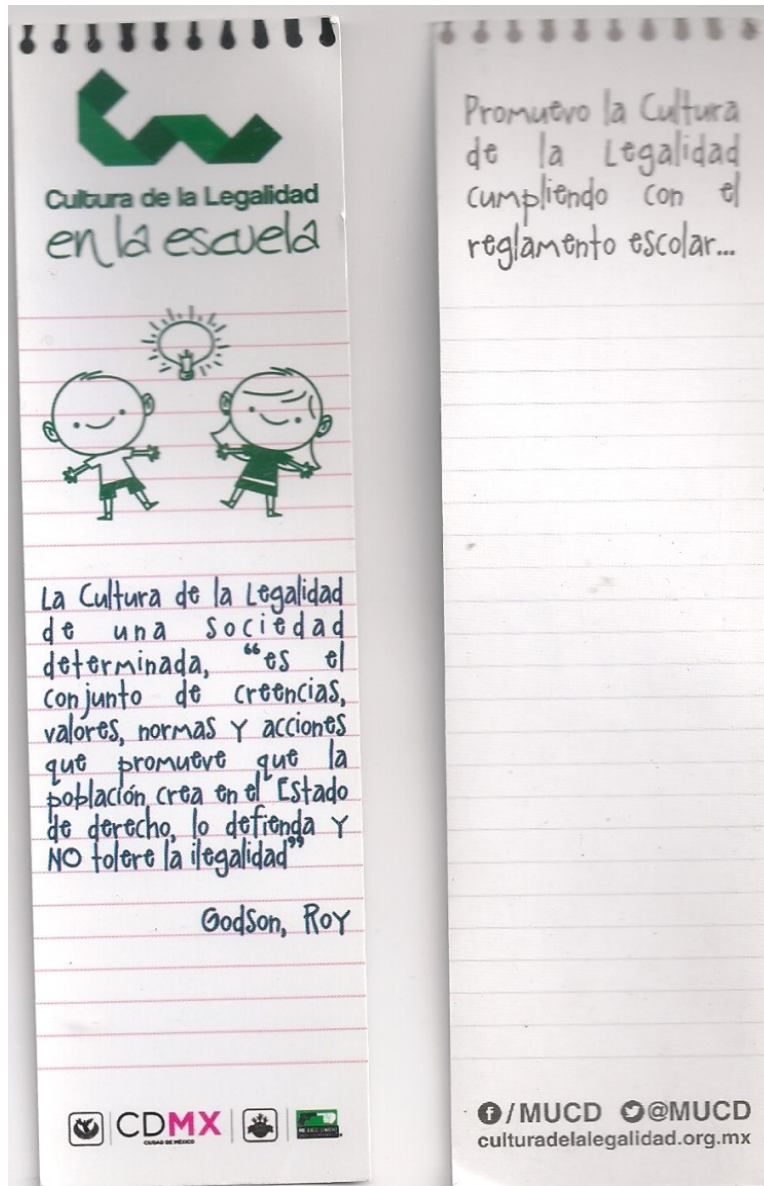 Cultura de la Legalidad
en la escuela
La Cultura de la Legalidad
de una sociedad
determinada, “es el
conjunto de creencias,
valores, normas y acciones
que promueve que la
población crea en el Estado
de derecho, lo defienda y
NO tolere la ilegalidad”
Godson, Roy
CDMX
CIUDAD DE MÉXICO
Promuevo la Cultura
de la Legalidad
cumpliendo con el
reglamento escolar...
/MUCD @MUCD
culturadelalegalidad.org.mx